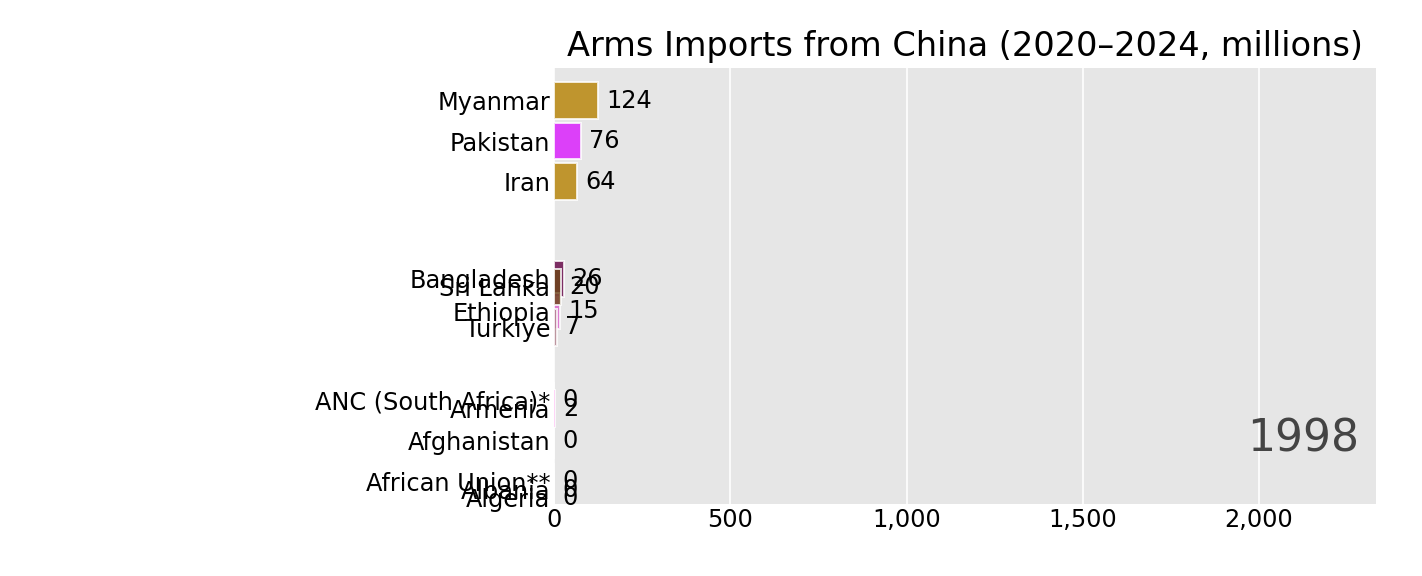 Arms Imports from China (2020–2024, millions)
Myanmar 124
Pakistan 76
Iran 64
Bangladesh 26
Sri Lanka 20
Ethiopia 15
Türkiye 7
ANC (South Africa)* 0
Armenia 2
Afghanistan 0
1998
African Union** 0
Albania
Algeria 0
0 500 1,000 1,500 2,000